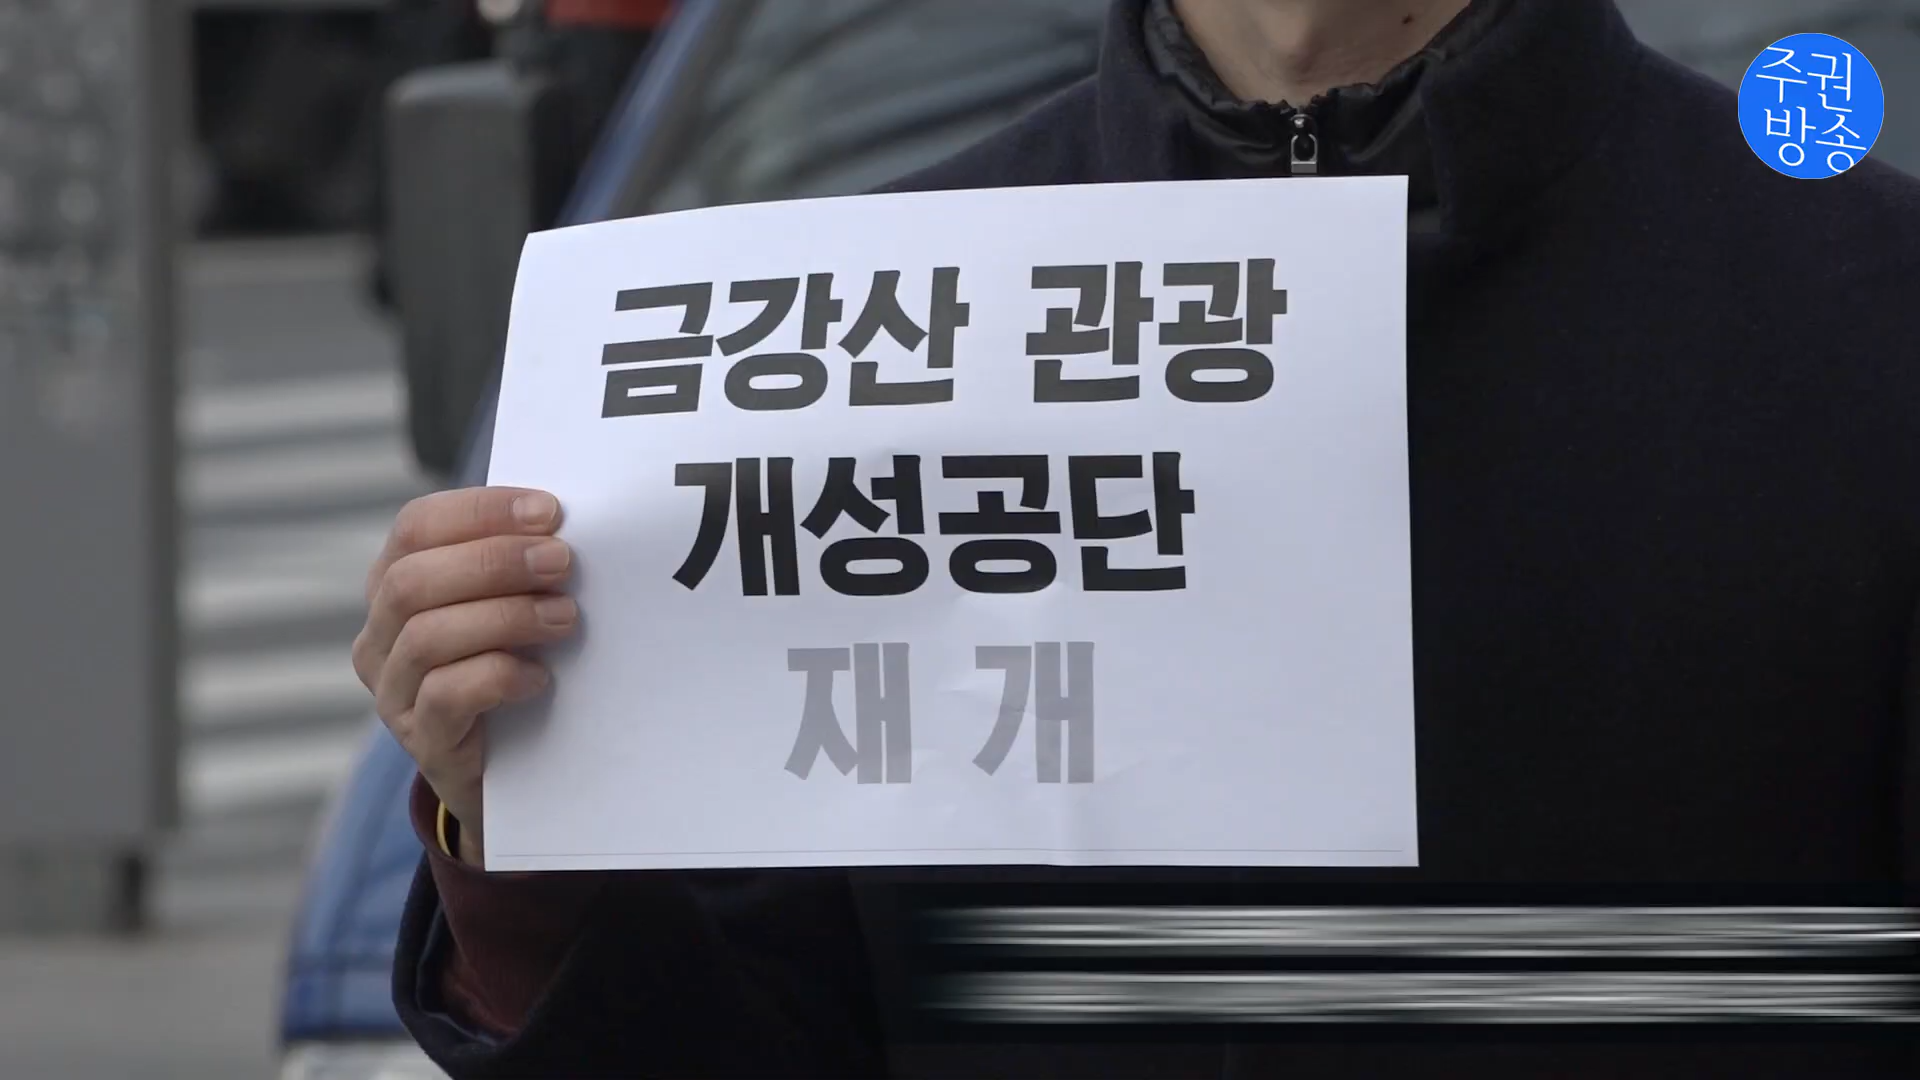 주권
방송
금강산 관광
개성공단
재개